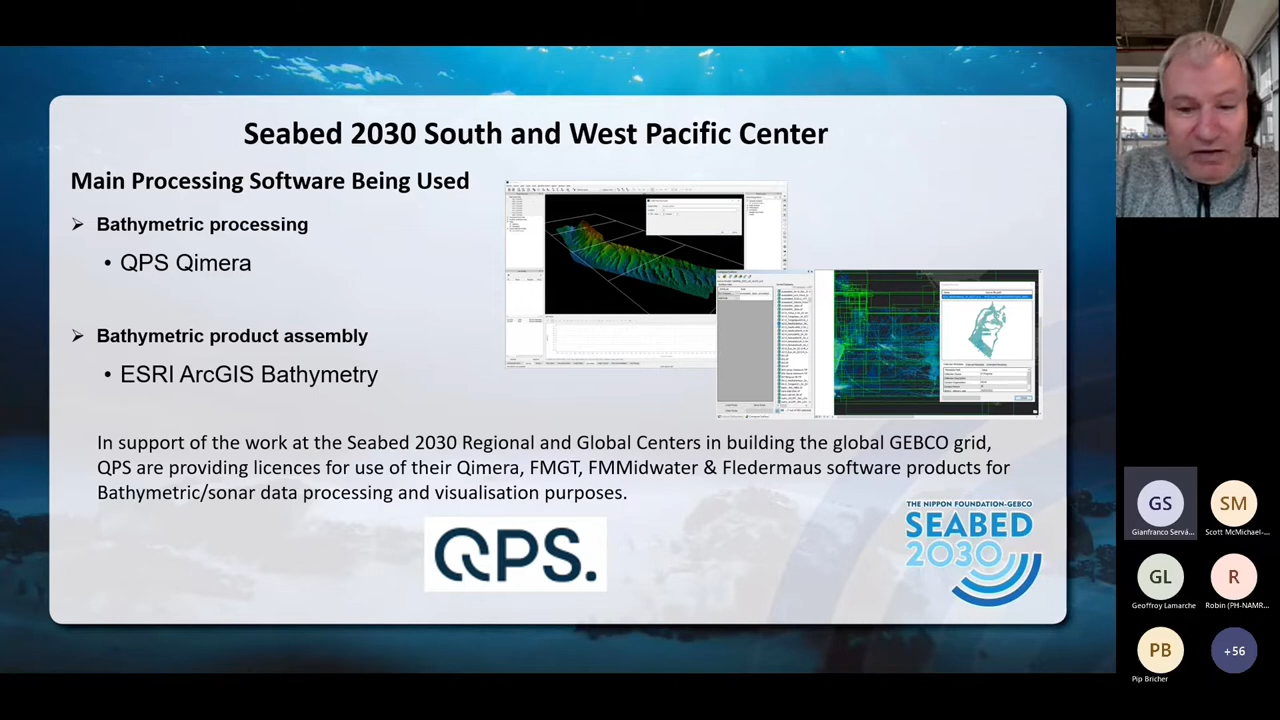 Seabed 2030 South and West Pacific Center
Main Processing Software Being Used
➢ Bathymetric processing
• QPS Qimera
➢ Bathymetric product assembly
• ESRI ArcGIS Bathymetry
In support of the work at the Seabed 2030 Regional and Global Centers in building the global GEBCO grid,
QPS are providing licences for use of their Qimera, FMGT, FMMidwater & Fledermaus software products for
Bathymetric/sonar data processing and visualisation purposes.
QPS.
THE NIPPON FOUNDATION-GEBCO
SEABED
2030
GS
Gianfranco Servá...
SM
Scott McMichael-...
GL
Geoffroy Lamarche
R
Robin (PH-NAMR...
PB
Pip Bricher
+56